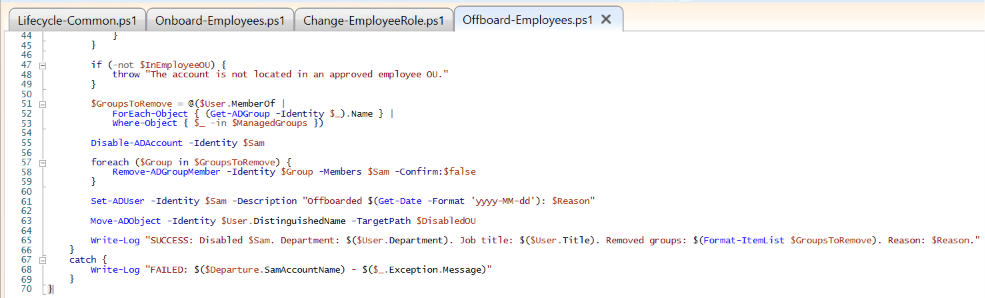 Lifecycle-Common.ps1 Onboard-Employees.ps1 Change-EmployeeRole.ps1 Offboard-Employees.ps1 ✕
44 }
45 }
46
47 if (-not $InEmployeeOU) {
48 throw "The account is not located in an approved employee OU."
49 }
50
51 $GroupsToRemove = @($User.MemberOf |
52 ForEach-Object { (Get-ADGroup -Identity $_).Name } |
53 Where-Object { $_ -in $ManagedGroups })
54
55 Disable-ADAccount -Identity $Sam
56
57 foreach ($Group in $GroupsToRemove) {
58 Remove-ADGroupMember -Identity $Group -Members $Sam -Confirm:$false
59 }
60
61 Set-ADUser -Identity $Sam -Description "Offboarded $(Get-Date -Format 'yyyy-MM-dd'): $Reason"
62
63 Move-ADObject -Identity $User.DistinguishedName -TargetPath $DisabledOU
64
65 Write-Log "SUCCESS: Disabled $Sam. Department: $($User.Department). Job title: $($User.Title). Removed groups: $(Format-ItemList $GroupsToRemove). Reason: $Reason."
66 }
67 catch {
68 Write-Log "FAILED: $($Departure.SamAccountName) - $($_.Exception.Message)"
69 }
70 }